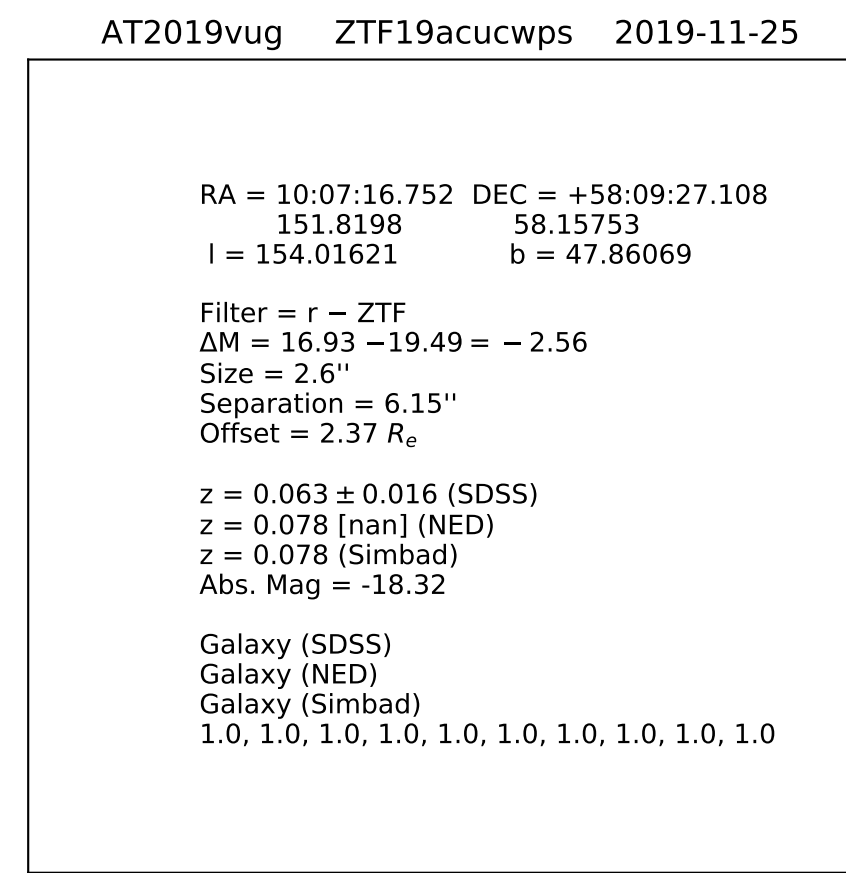 AT2019vug ZTF19acucwps 2019-11-25
RA = 10:07:16.752 DEC = +58:09:27.108
151.8198 58.15753
l = 154.01621 b = 47.86069
Filter = r − ZTF
ΔM = 16.93 −19.49 = − 2.56
Size = 2.6''
Separation = 6.15''
Offset = 2.37 Re
z = 0.063 ± 0.016 (SDSS)
z = 0.078 [nan] (NED)
z = 0.078 (Simbad)
Abs. Mag = -18.32
Galaxy (SDSS)
Galaxy (NED)
Galaxy (Simbad)
1.0, 1.0, 1.0, 1.0, 1.0, 1.0, 1.0, 1.0, 1.0, 1.0